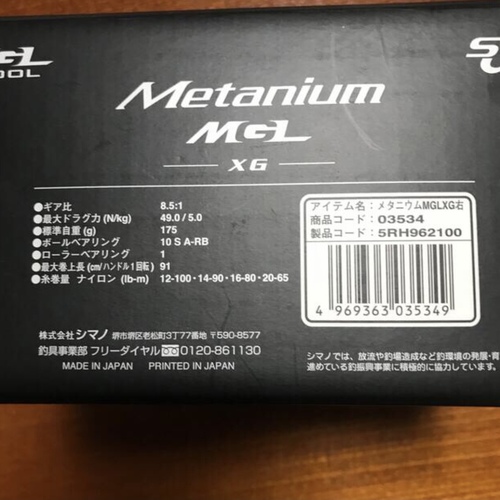 MGL
Metanium
MGL
XG
●ギア比 8.5:1
●最大ドラグ力(N/kg) 49.0/5.0
●標準自重(g) 175
●ボールベアリング 10 S A-RB
●ローラーベアリング 1
●最大巻上長(cm/ハンドル1回転) 91
●糸巻量 ナイロン (lb-m) 12-100・14-90・16-80・20-65
アイテム名:メタニウムMGLXG右
商品コード:03534
製品コード:5RH962100
4 969363 035349
株式会社 シマノ 堺市堺区老松町3丁77番地 〒590-8577
釣具事業部 フリーダイヤル 0120-861130
MADE IN JAPAN PRINTED IN JAPAN
シマノでは、放流や釣場造成など釣環境の発展・育
進めている釣振興事業に積極的に協力して